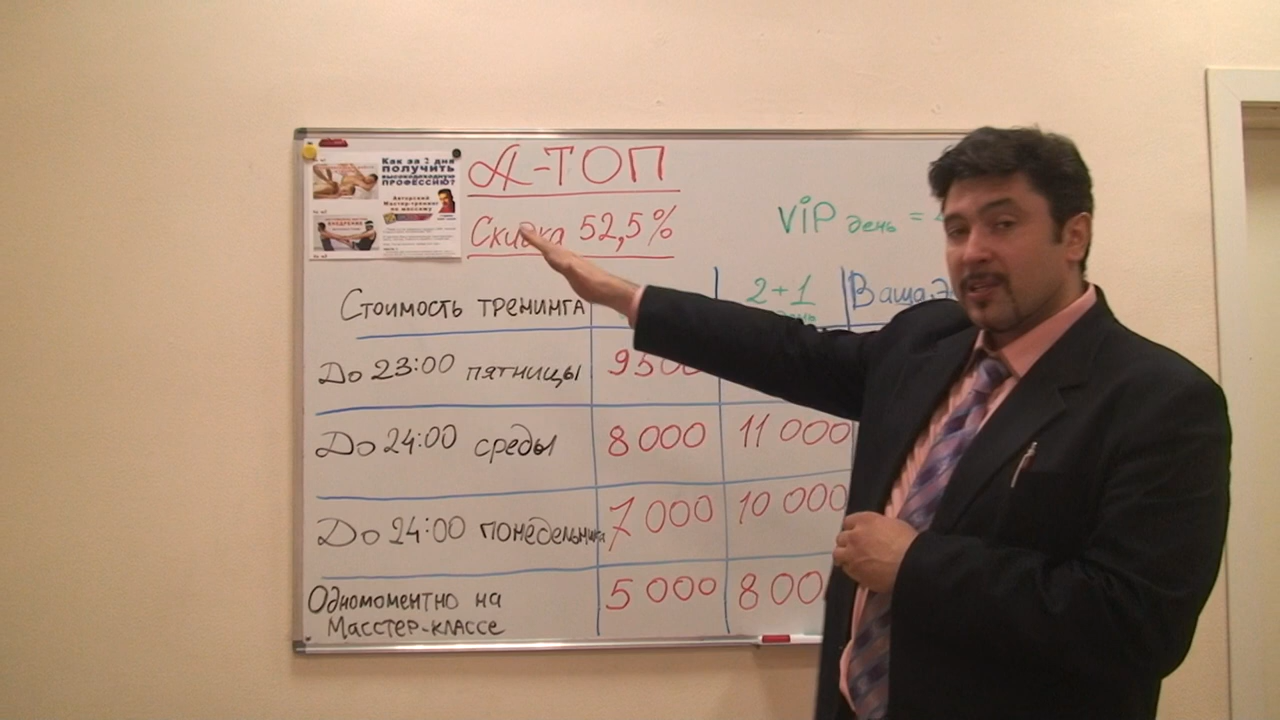 Как за 2 дня
получить
высокодоходную
ПРОФЕССИЮ?
Авторский
Мастер-тренинг
по массажу
ВНЕДРЕНИЕ
А-ТОП
Скидка 52,5%
VIP день =
Стоимость тренинга
2+1
Ваша
До 23:00 пятницы
До 24:00 среды 8 000 11 000
До 24:00 понедельника 7 000 10 000
Одномоментно на 5 000
Масстер-классе